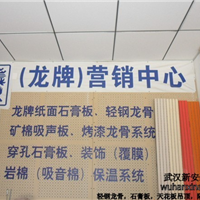 (龙牌)营销中心
龙牌纸面石膏板、轻钢龙骨
矿棉吸声板、烤漆龙骨系统
穿孔石膏板、装饰(覆膜)
岩棉(吸音棉)保温系统
武汉新安
wuhan
轻钢龙骨，石膏板，天花板吊顶，